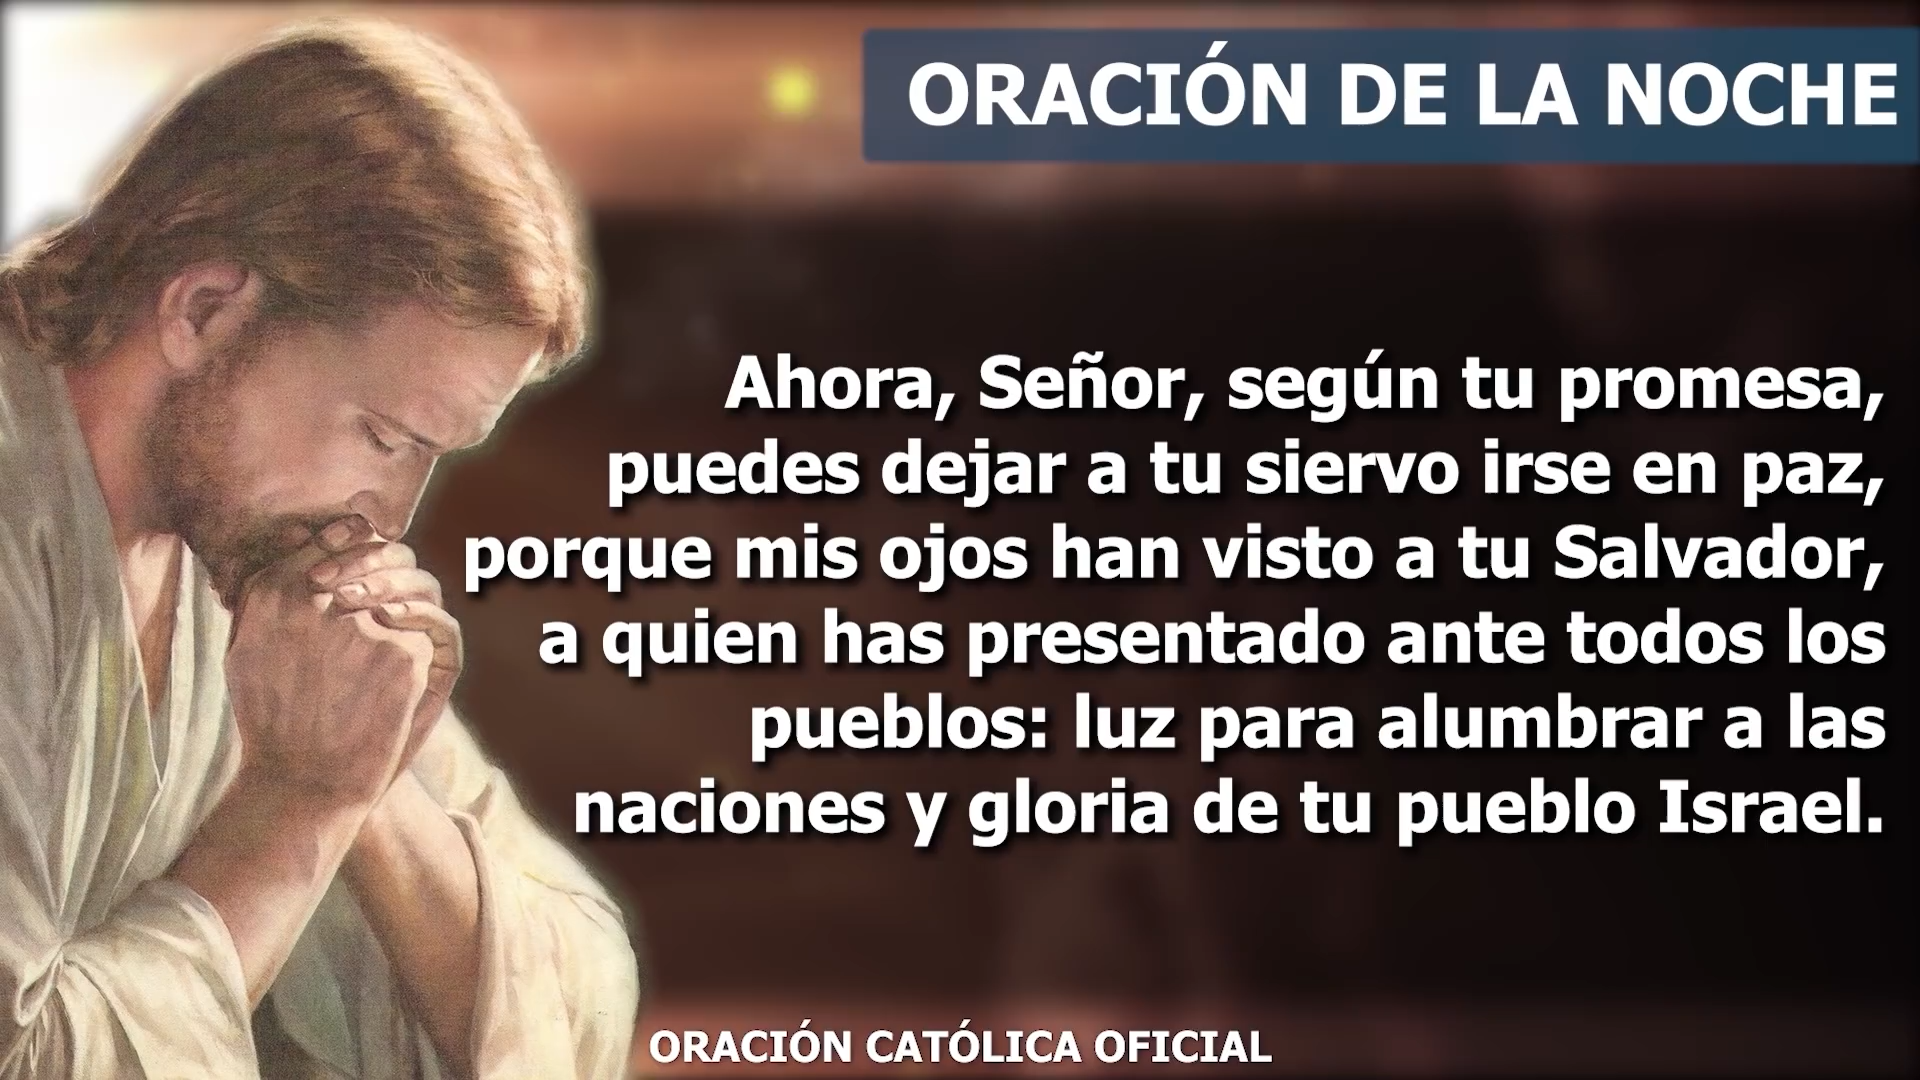 ORACIÓN DE LA NOCHE
Ahora, Señor, según tu promesa,
puedes dejar a tu siervo irse en paz,
porque mis ojos han visto a tu Salvador,
a quien has presentado ante todos los
pueblos: luz para alumbrar a las
naciones y gloria de tu pueblo Israel.
ORACIÓN CATÓLICA OFICIAL